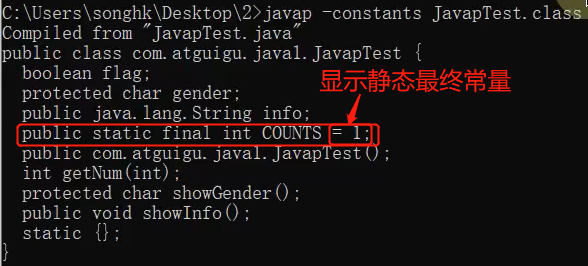 C:\Users\songhk\Desktop\2>javap -constants JavapTest.class
Compiled from "JavapTest.java"
public class com.atguigu.java1.JavapTest {
  boolean flag;
  protected char gender;
  public java.lang.String info;
  public static final int COUNTS = 1;
  public com.atguigu.java1.JavapTest();
  int getNum(int);
  protected char showGender();
  public void showInfo();
  static {};
}
显示静态最终常量